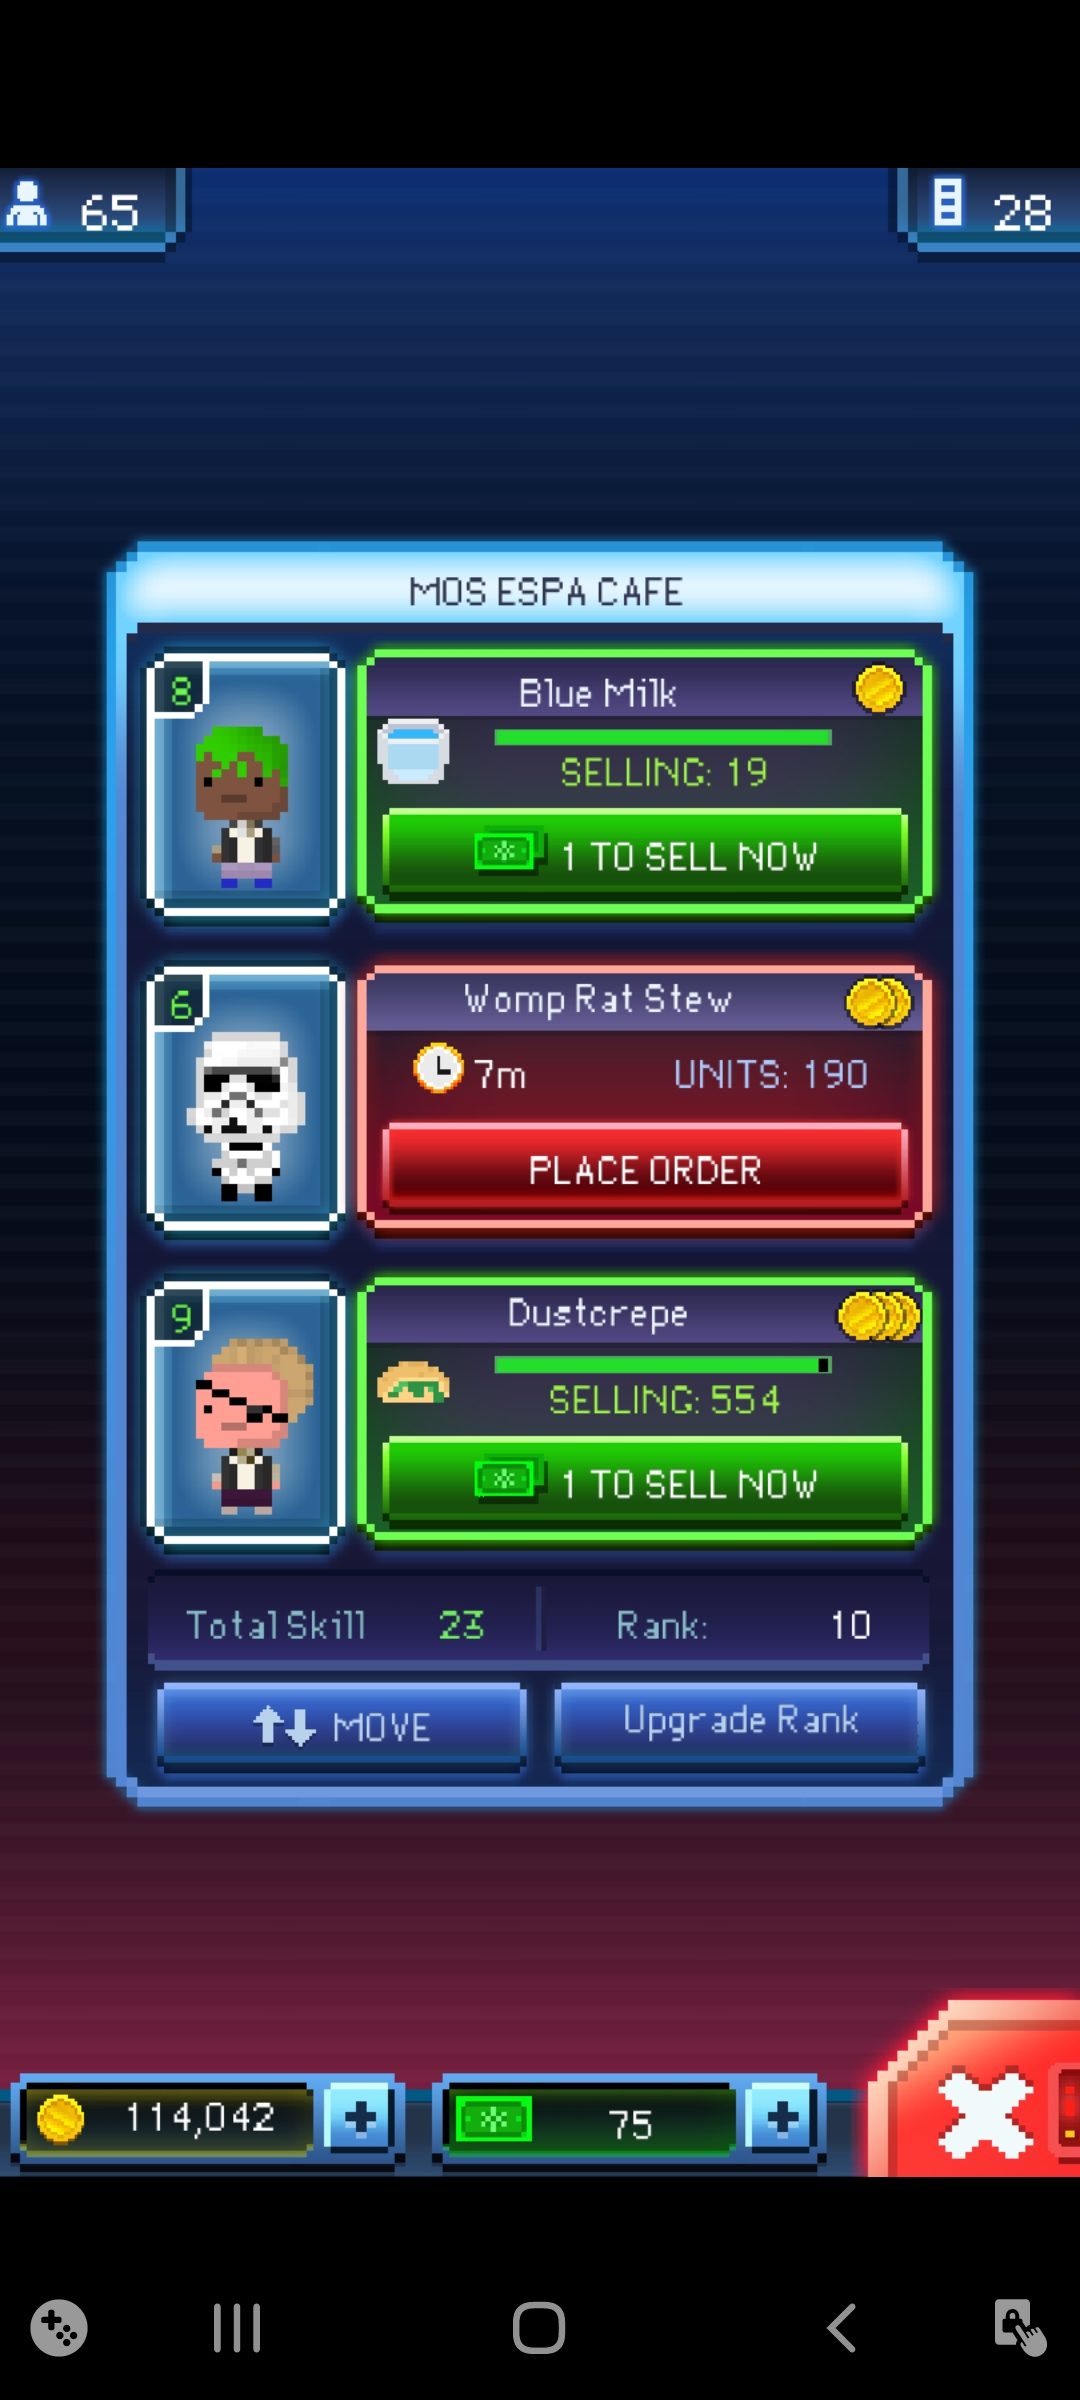 65
28
MOS ESPA CAFE
8
Blue Milk
SELLING: 19
1 TO SELL NOW
6
Womp Rat Stew
7m UNITS: 190
PLACE ORDER
9
Dustcrepe
SELLING: 554
1 TO SELL NOW
Total Skill 23 Rank: 10
MOVE Upgrade Rank
114,042 75